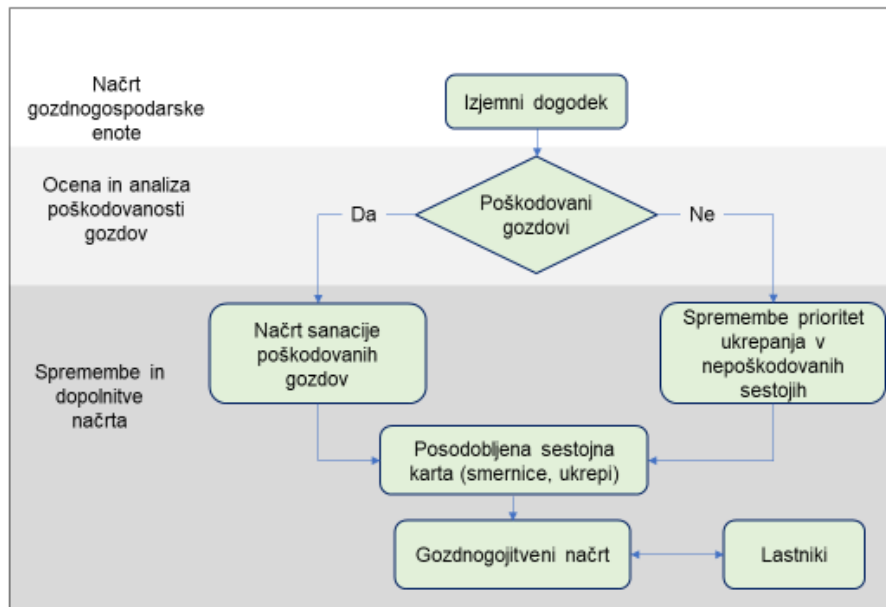 Načrt
gozdnogospodarske
enote
Izjemni dogodek
Ocena in analiza
poškodovanosti
gozdov
Da
Poškodovani
gozdovi
Ne
Spremembe in
dopolnitve
načrta
Načrt sanacije
poškodovanih
gozdov
Spremembe prioritet
ukrepanja v
nepoškodovanih
sestojih
Posodobljena sestojna
karta (smernice, ukrepi)
Gozdnogojitveni načrt
Lastniki